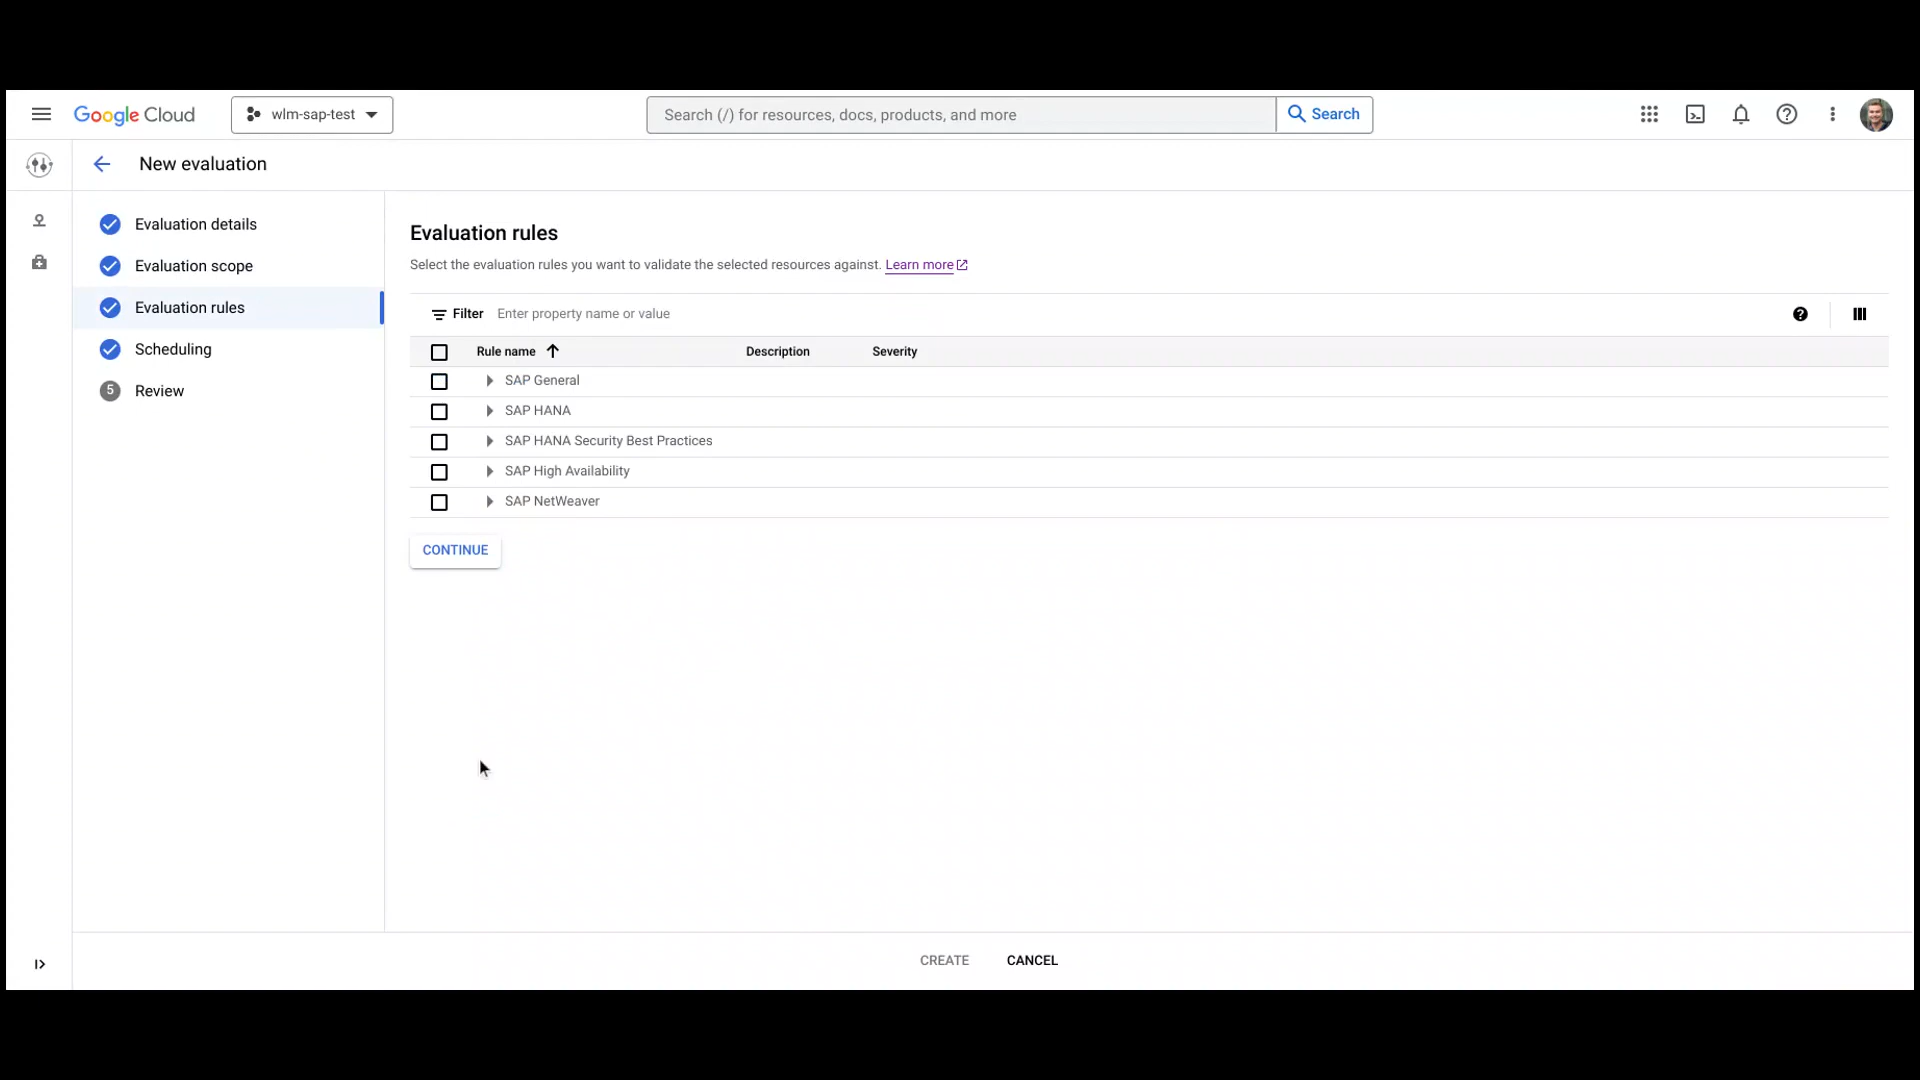 Google Cloud
wlm-sap-test
Search (/) for resources, docs, products, and more
Search
New evaluation
Evaluation details
Evaluation scope
Evaluation rules
Scheduling
5
Review
Evaluation rules
Select the evaluation rules you want to validate the selected resources against. Learn more
Filter Enter property name or value
Rule name Description Severity
SAP General
SAP HANA
SAP HANA Security Best Practices
SAP High Availability
SAP NetWeaver
CONTINUE
CREATE CANCEL